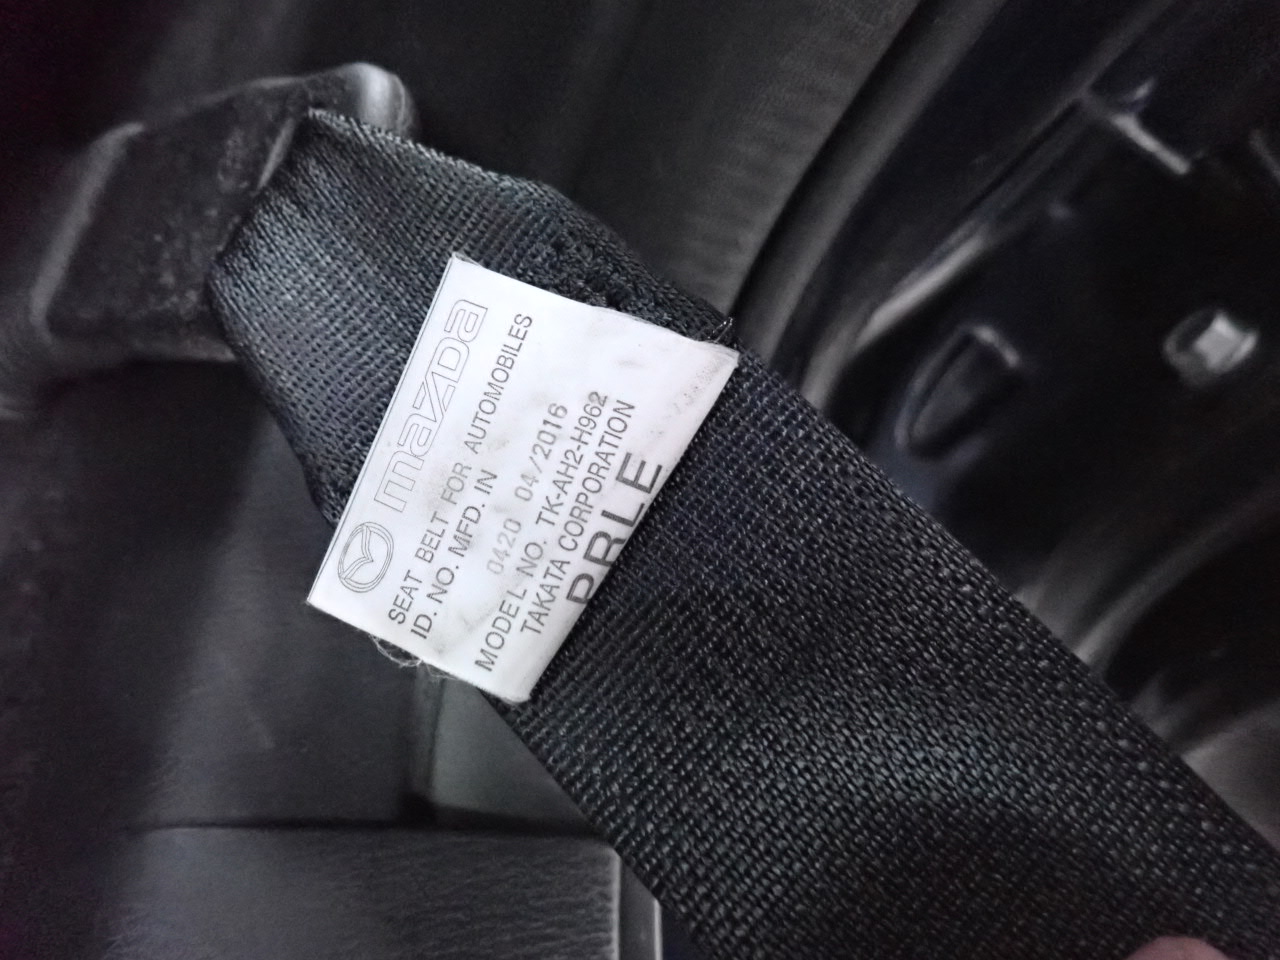 mazDa
SEAT BELT FOR AUTOMOBILES
ID. NO. MFD. IN
0420 04/2016
MODEL NO. TK-AH2-H962
TAKATA CORPORATION
PRLE